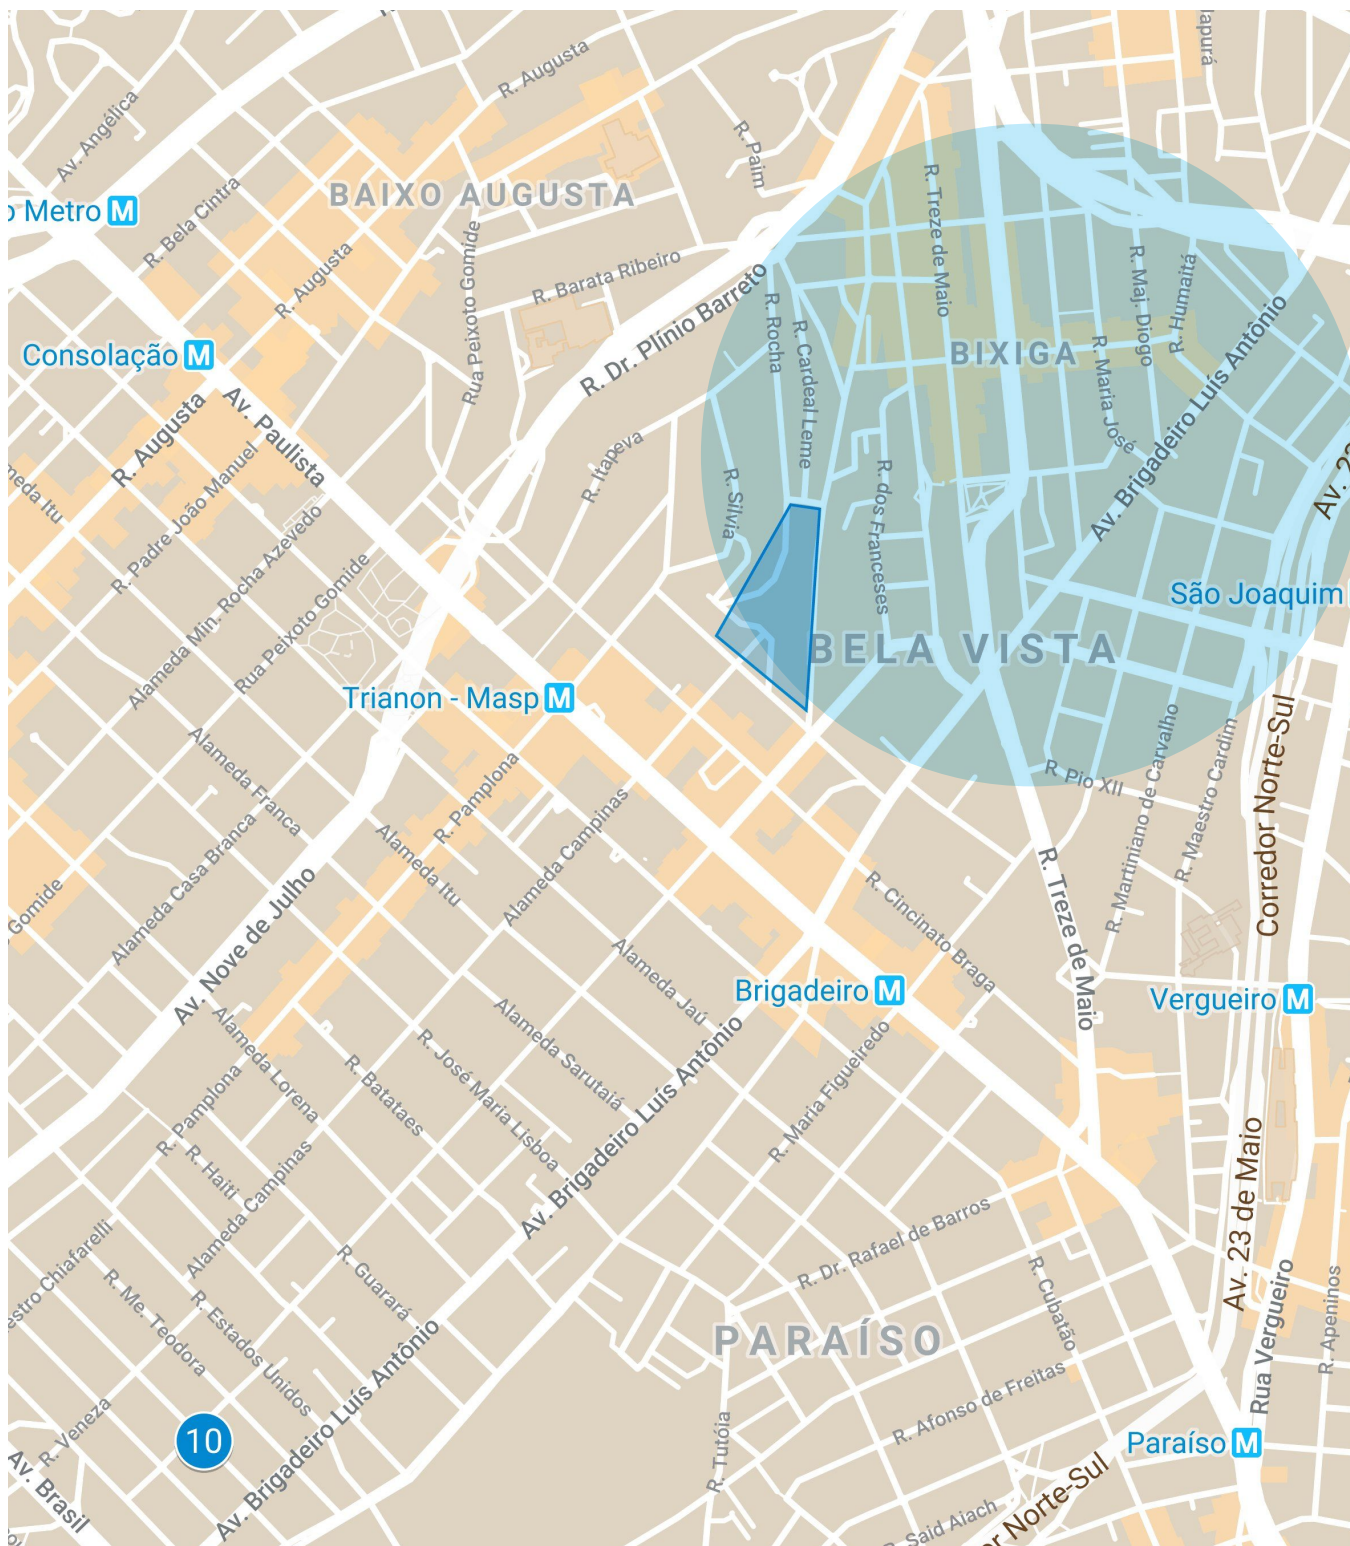 R. Augusta
Av. Angélica
R. Paim
R. Treze de Maio
BAIXO AUGUSTA
Metro M
R. Bela Cintra
R. Augusta
Rua Peixoto Gomide
R. Barata Ribeiro
R. Dr. Plínio Barreto
R. Rocha
R. Cardeal Leme
R. Maj. Diogo
R. Humaitá
BIXIGA
R. Maria José
Av. Brigadeiro Luís Antônio
Consolação M
Av. Paulista
R. Augusta
R. Padre João Manuel
R. Itapeva
R. Silvia
R. dos Franceses
Alameda Min. Rocha Azevedo
Rua Peixoto Gomide
São Joaquim
BELA VISTA
Trianon - Masp M
Alameda Franca
R. Pamplona
Alameda Campinas
R. Pio XII
R. Martiniano de Carvalho
R. Maestro Cardim
Corredor Norte-Sul
Alameda Casa Branca
Alameda Itu
Gomide
Av. Nove de Julho
R. Cincinato Braga
R. Treze de Maio
Alameda Jaú
Brigadeiro M
Vergueiro M
Alameda Lorena
R. Batataes
R. José Maria Lisboa
Alameda Sarutaiá
Av. Brigadeiro Luís Antônio
R. Maria Figueiredo
R. Pamplona
R. Haiti
Alameda Campinas
Av. 23 de Maio
R. Dr. Rafael de Barros
R. Cubatão
Rua Vergueiro
R. Apeninos
estro Chiafarelli
R. Me. Teodora
R. Estados Unidos
R. Guarará
PARAÍSO
R. Afonso de Freitas
R. Tutóia
10
R. Veneza
Av. Brasil
Av. Brigadeiro Luís Antônio
Paraíso M
R. Said Aiach
or Norte-Sul